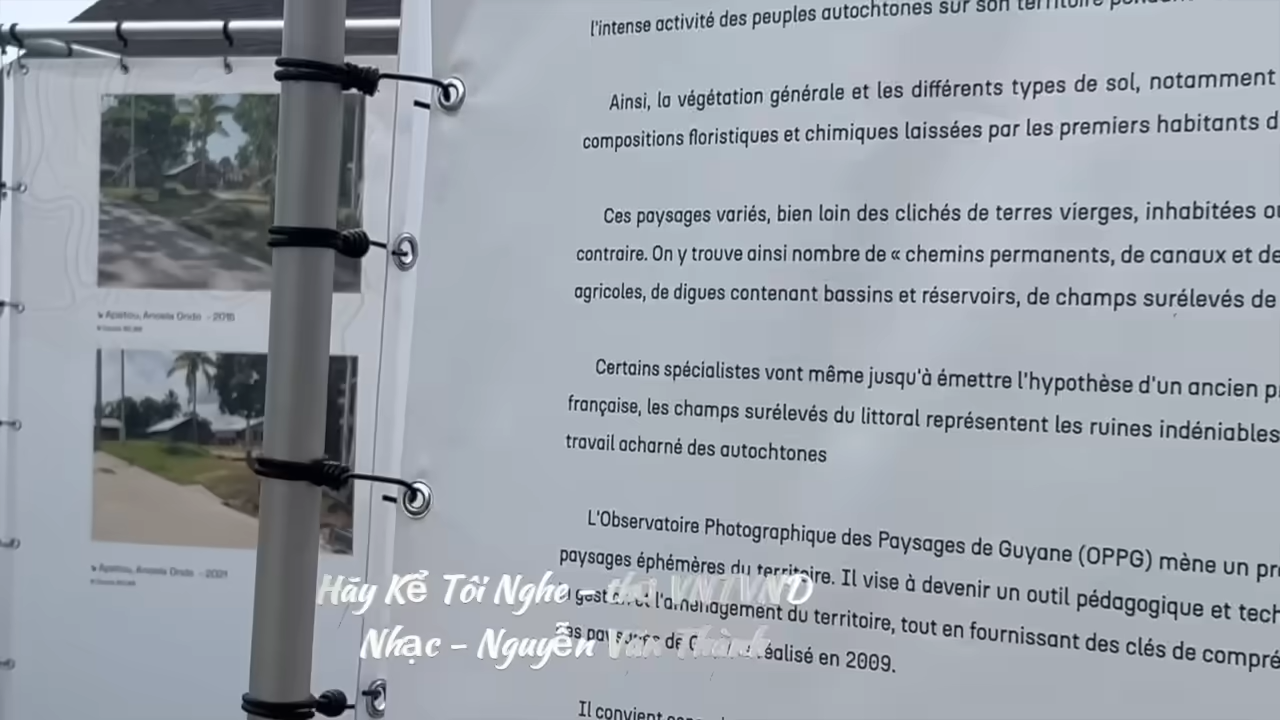 l'intense activité des peuples autochtones sur son territoire
Ainsi, la végétation générale et les différents types de sol, notamment
compositions floristiques et chimiques laissées par les premiers habitants
Ces paysages variés, bien loin des clichés de terres vierges, inhabitées
contraire. On y trouve ainsi nombre de « chemins permanents, de canaux et de
agricoles, de digues contenant bassins et réservoirs, de champs surélevés de
Certains spécialistes vont même jusqu'à émettre l'hypothèse d'un ancien
française, les champs surélevés du littoral représentent les ruines indéniables
travail acharné des autochtones
L'Observatoire Photographique des Paysages de Guyane (OPPG) mène un
paysages éphémères du territoire. Il vise à devenir un outil pédagogique et
et l'aménagement du territoire, tout en fournissant des clés de
de réalisé en 2009.
Il convient
Apatou, Anosla Ondo - 2015
Apatou, Anosla Ondo - 2021
Hãy Kể Tôi Nghe - thơ VN7VND
Nhạc - Nguyễn Văn Thành